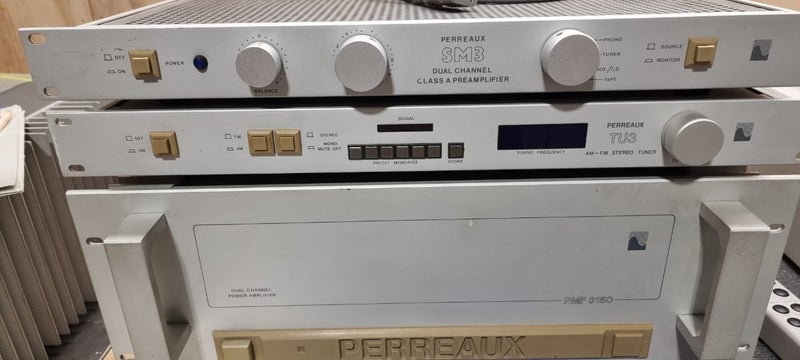 PERREAUX
SM3
DUAL CHANNEL
CLASS A PREAMPLIFIER
OFF
ON
POWER
BALANCE
PHONO
TUNER
AUX/CD
TAPE
SOURCE
MONITOR
OFF
ON
FM
AM
STEREO
MONO
MUTE OFF
SIGNAL
PRESET MEMORIES
STORE
TUNING FREQUENCY
PERREAUX
TU3
AM-FM STEREO TUNER
DUAL CHANNEL
POWER AMPLIFIER
PMF 3150
PERREAUX